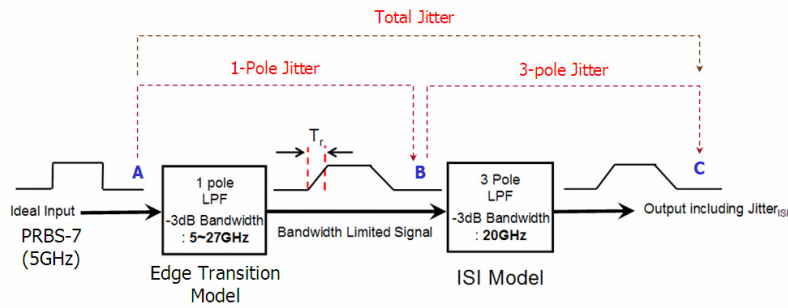 Total Jitter
1-Pole Jitter
3-pole Jitter
Tr
A
B
C
1 pole
LPF
-3dB Bandwidth
: 5~27GHz
3 Pole
LPF
-3dB Bandwidth
: 20GHz
Ideal Input
PRBS-7
(5GHz)
Bandwidth Limited Signal
Output including JitterISI
Edge Transition
Model
ISI Model